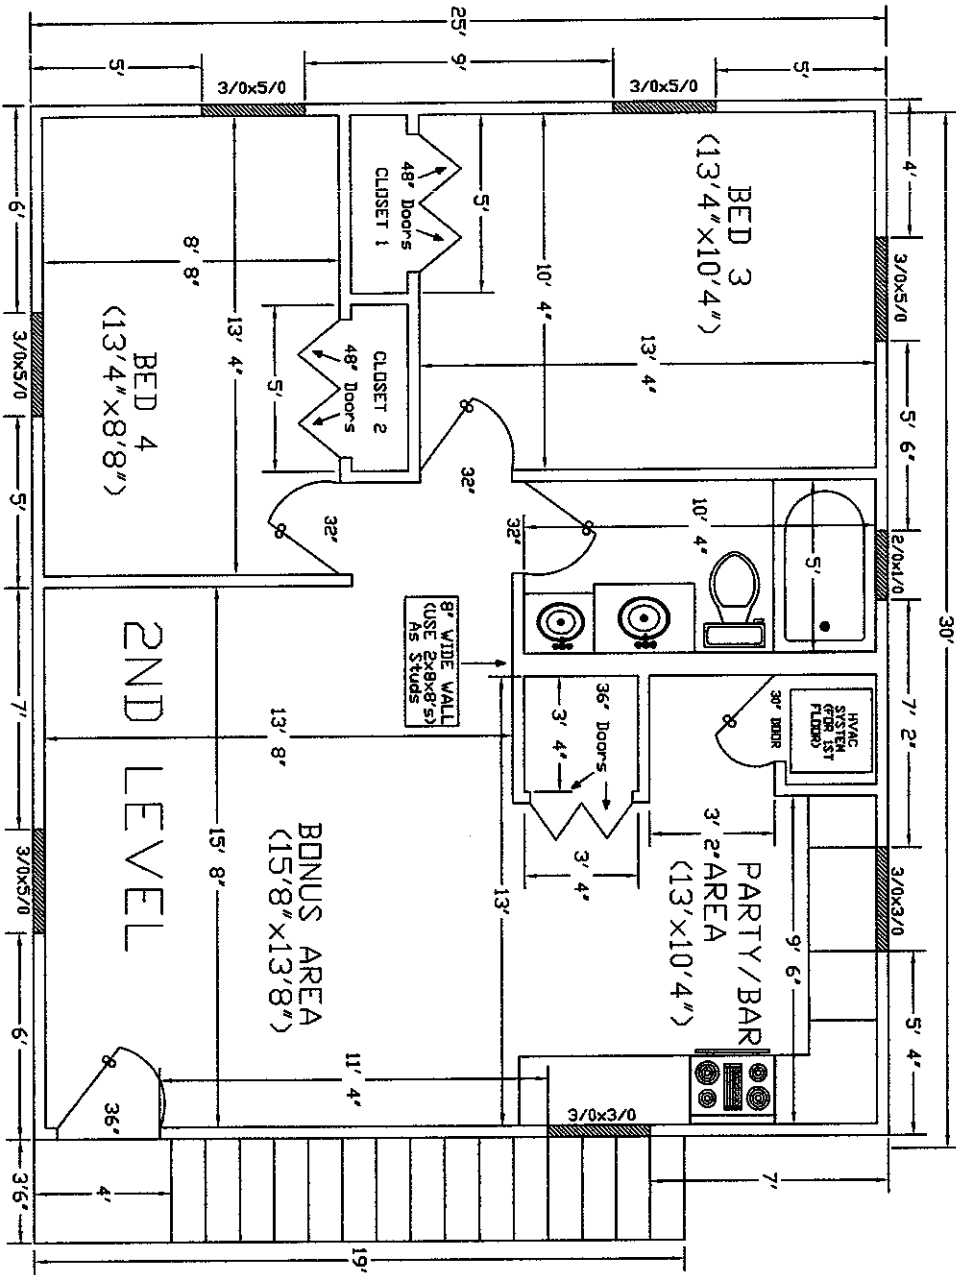 30'
4'
3/0x5/0
5' 6"
2/0x1/0
7' 2"
3/0x3/0
5' 4"
25'
5'
3/0x5/0
9'
3/0x5/0
5'
BED 3
(13'4"x10'4")
13' 4"
10' 4"
5'
48" Doors
CLOSET 1
CLOSET 2
48" Doors
5'
32"
32"
32"
10' 4"
5'
HVAC
SYSTEM
(FOR 1ST
FLOOR)
30" DOOR
36" Doors
3' 4"
3' 4"
3' 2"
PARTY/BAR
AREA
(13'x10'4")
9' 6"
13'
3/0x3/0
7'
8" WIDE WALL
(USE 2x8x8's)
As Studs
BED 4
(13'4"x8'8")
8' 8"
13' 4"
13' 8"
15' 8"
BONUS AREA
(15'8"x13'8")
2ND LEVEL
11' 4"
36"
6'
3/0x5/0
5'
7'
3/0x5/0
6'
3'6"
4'
19'